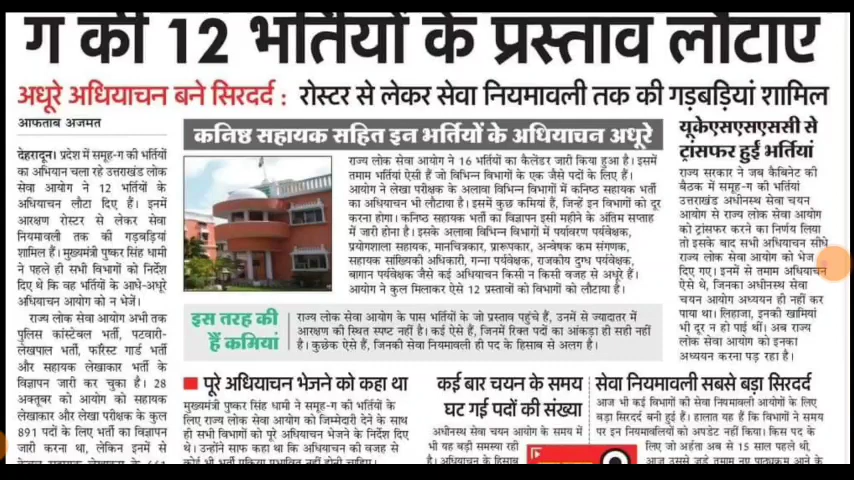 ग की 12 भर्तियों के प्रस्ताव लौटाए
अधूरे अधियाचन बने सिरदर्द : रोस्टर से लेकर सेवा नियमावली तक की गड़बड़ियां शामिल
आफताब अजमत
देहरादून। प्रदेश में समूह-ग की भर्तियों
का अभियान चला रहे उत्तराखंड लोक
सेवा आयोग ने 12 भर्तियों के
अधियाचन लौटा दिए हैं। इनमें
आरक्षण रोस्टर से लेकर सेवा
नियमावली तक की गड़बड़ियां
शामिल हैं। मुख्यमंत्री पुष्कर सिंह धामी
ने पहले ही सभी विभागों को निर्देश
दिए थे कि वह भर्तियों के आधे-अधूरे
अधियाचन आयोग को न भेजें।
राज्य लोक सेवा आयोग अभी तक
पुलिस कांस्टेबल भर्ती, पटवारी-
लेखपाल भर्ती, फॉरेस्ट गार्ड भर्ती
और सहायक लेखाकार भर्ती के
विज्ञापन जारी कर चुका है। 28
अक्तूबर को आयोग को सहायक
लेखाकार और लेखा परीक्षक के कुल
891 पदों के लिए भर्ती का विज्ञापन
जारी करना था, लेकिन इनमें से
कनिष्ठ सहायक सहित इन भर्तियों के अधियाचन अधूरे
राज्य लोक सेवा आयोग ने 16 भर्तियों का कैलेंडर जारी किया हुआ है। इसमें
तमाम भर्तियां ऐसी हैं जो विभिन्न विभागों के एक जैसे पदों के लिए हैं।
आयोग ने लेखा परीक्षक के अलावा विभिन्न विभागों में कनिष्ठ सहायक भर्ती
का अधियाचन भी लौटाया है। इसमें कुछ कमियां हैं, जिन्हें इन विभागों को दूर
करना होगा। कनिष्ठ सहायक भर्ती का विज्ञापन इसी महीने के अंतिम सप्ताह
में जारी होना है। इसके अलावा विभिन्न विभागों में पर्यावरण पर्यवेक्षक,
प्रयोगशाला सहायक, मानचित्रकार, प्रारूपकार, अन्वेषक कम संगणक,
सहायक सांख्यिकी अधिकारी, गन्ना पर्यवेक्षक, राजकीय दुग्ध पर्यवेक्षक,
बागान पर्यवेक्षक जैसे कई अधियाचन किसी न किसी वजह से अधूरे हैं।
आयोग ने कुल मिलाकर ऐसे 12 प्रस्तावों को विभागों को लौटाया है।
इस तरह की
हैं कमियां
राज्य लोक सेवा आयोग के पास भर्तियों के जो प्रस्ताव पहुंचे हैं, उनमें से ज्यादातर में
आरक्षण की स्थित स्पष्ट नहीं है। कई ऐसे हैं, जिनमें रिक्त पदों का आंकड़ा ही सही नहीं
है। कुछेक ऐसे हैं, जिनकी सेवा नियमावली ही पद के हिसाब से अलग है।
यूकेएसएसएससी से
ट्रांसफर हुईं भर्तियां
राज्य सरकार ने जब कैबिनेट की
बैठक में समूह-ग की भर्तियां
उत्तराखंड अधीनस्थ सेवा चयन
आयोग से राज्य लोक सेवा आयोग
को ट्रांसफर करने का निर्णय लिया
तो इसके बाद सभी अधियाचन सीधे
राज्य लोक सेवा आयोग को भेज
दिए गए। इनमें से तमाम अधियाचन
ऐसे थे, जिनका अधीनस्थ सेवा
चयन आयोग अध्ययन ही नहीं कर
पाया था। लिहाजा, इनकी खामियां
भी दूर न हो पाई थीं। अब राज्य
लोक सेवा आयोग को इनका
अध्ययन करना पड़ रहा है।
पूरे अधियाचन भेजने को कहा था
मुख्यमंत्री पुष्कर सिंह धामी ने समूह-ग की भर्तियों के
लिए राज्य लोक सेवा आयोग को जिम्मेदारी देने के साथ
ही सभी विभागों को पूरे अधियाचन भेजने के निर्देश दिए
थे। उन्होंने साफ कहा था कि अधियाचन की वजह से
कई बार चयन के समय
घट गई पदों की संख्या
अधीनस्थ सेवा चयन आयोग के समय में
भी यह बड़ी समस्या रही
है। अधियाचन के हिसाब
सेवा नियमावली सबसे बड़ा सिरदर्द
आज भी कई विभागों की सेवा नियमावली आयोगों के लिए
बड़ा सिरदर्द बनी हुई हैं। हालात यह हैं कि विभागों ने समय
पर इन नियमावलियों को अपडेट नहीं किया। किस पद के
लिए जो अर्हता अब से 15 साल पहले थी,
आज उससे जुड़े तमाम नए पाठ्यक्रम आने के